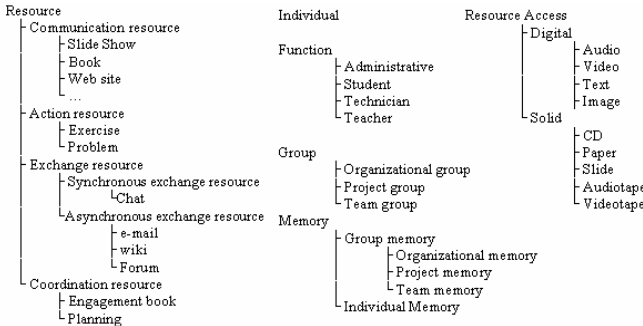 Resource
Communication resource
Slide Show
Book
Web site
...
Action resource
Exercise
Problem
Exchange resource
Synchronous exchange resource
Chat
Asynchronous exchange resource
e-mail
wiki
Forum
Coordination resource
Engagement book
Planning
Individual
Function
Administrative
Student
Technician
Teacher
Group
Organizational group
Project group
Team group
Memory
Group memory
Organizational memory
Project memory
Team memory
Individual Memory
Resource Access
Digital
Audio
Video
Text
Image
Solid
CD
Paper
Slide
Audiotape
Videotape